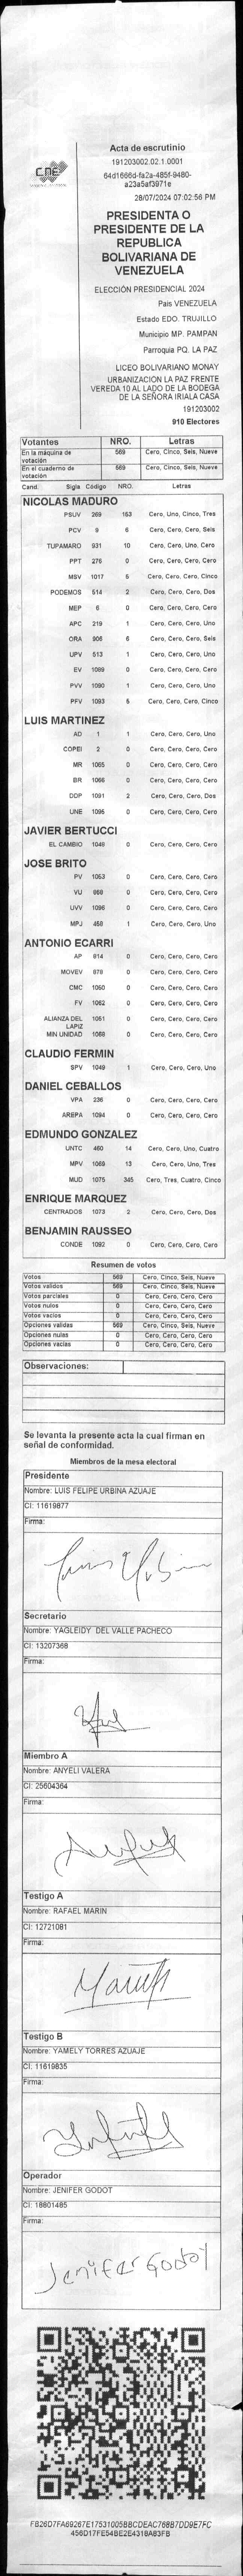 CNE
Acta de escrutinio
191203002.02.1.0001
64d1666d-fa2a-485f-9480-
a23a5af3971e
28/07/2024 07:02:56 PM
PRESIDENTA O
PRESIDENTE DE LA
REPUBLICA
BOLIVARIANA DE
VENEZUELA
ELECCIÓN PRESIDENCIAL 2024
Pais VENEZUELA
Estado EDO. TRUJILLO
Municipio MP. PAMPAN
Parroquia PQ. LA PAZ
LICEO BOLIVARIANO MONAY
URBANIZACION LA PAZ FRENTE
VEREDA 10 AL LADO DE LA BODEGA
DE LA SEÑORA IRIALA CASA
191203002
910 Electores
Votantes NRO. Letras
En la máquina de votación 569 Cero, Cinco, Seis, Nueve
En el cuaderno de votación 569 Cero, Cinco, Seis, Nueve
Cand. Sigla Código NRO. Letras
NICOLAS MADURO
PSUV 269 153 Cero, Uno, Cinco, Tres
PCV 9 6 Cero, Cero, Cero, Seis
TUPAMARO 931 10 Cero, Cero, Uno, Cero
PPT 276 0 Cero, Cero, Cero, Cero
MSV 1017 5 Cero, Cero, Cero, Cinco
PODEMOS 514 2 Cero, Cero, Cero, Dos
MEP 6 0 Cero, Cero, Cero, Cero
APC 219 1 Cero, Cero, Cero, Uno
ORA 906 6 Cero, Cero, Cero, Seis
UPV 513 1 Cero, Cero, Cero, Uno
EV 1089 0 Cero, Cero, Cero, Cero
PVV 1090 1 Cero, Cero, Cero, Uno
PFV 1093 5 Cero, Cero, Cero, Cinco
LUIS MARTINEZ
AD 1 1 Cero, Cero, Cero, Uno
COPEI 2 0 Cero, Cero, Cero, Cero
MR 1065 0 Cero, Cero, Cero, Cero
BR 1066 0 Cero, Cero, Cero, Cero
DDP 1091 2 Cero, Cero, Cero, Dos
UNE 1095 0 Cero, Cero, Cero, Cero
JAVIER BERTUCCI
EL CAMBIO 1048 0 Cero, Cero, Cero, Cero
JOSE BRITO
PV 1053 0 Cero, Cero, Cero, Cero
VU 868 0 Cero, Cero, Cero, Cero
UVV 1096 0 Cero, Cero, Cero, Cero
MPJ 458 1 Cero, Cero, Cero, Uno
ANTONIO ECARRI
AP 814 0 Cero, Cero, Cero, Cero
MOVEV 878 0 Cero, Cero, Cero, Cero
CMC 1060 0 Cero, Cero, Cero, Cero
FV 1062 0 Cero, Cero, Cero, Cero
ALIANZA DEL LAPIZ 1061 0 Cero, Cero, Cero, Cero
MIN UNIDAD 1068 0 Cero, Cero, Cero, Cero
CLAUDIO FERMIN
SPV 1049 1 Cero, Cero, Cero, Uno
DANIEL CEBALLOS
VPA 236 0 Cero, Cero, Cero, Cero
AREPA 1094 0 Cero, Cero, Cero, Cero
EDMUNDO GONZALEZ
UNTC 460 14 Cero, Cero, Uno, Cuatro
MPV 1069 13 Cero, Cero, Uno, Tres
MUD 1075 345 Cero, Tres, Cuatro, Cinco
ENRIQUE MARQUEZ
CENTRADOS 1073 2 Cero, Cero, Cero, Dos
BENJAMIN RAUSSEO
CONDE 1092 0 Cero, Cero, Cero, Cero
Resumen de votos
Votos 569 Cero, Cinco, Seis, Nueve
Votos validos 569 Cero, Cinco, Seis, Nueve
Votos parciales 0 Cero, Cero, Cero, Cero
Votos nulos 0 Cero, Cero, Cero, Cero
Votos vacios 0 Cero, Cero, Cero, Cero
Opciones validas 569 Cero, Cinco, Seis, Nueve
Opciones nulas 0 Cero, Cero, Cero, Cero
Opciones vacias 0 Cero, Cero, Cero, Cero
Observaciones:
Se levanta la presente acta la cual firman en
señal de conformidad.
Miembros de la mesa electoral
Presidente
Nombre: LUIS FELIPE URBINA AZUAJE
CI: 11619877
Firma:
Secretario
Nombre: YAGLEIDY DEL VALLE PACHECO
CI: 13207368
Firma:
Miembro A
Nombre: ANYELI VALERA
CI: 25604364
Firma:
Testigo A
Nombre: RAFAEL MARIN
CI: 12721081
Firma:
Testigo B
Nombre: YAMELY TORRES AZUAJE
CI: 11619835
Firma:
Operador
Nombre: JENIFER GODOT
CI: 18801485
Firma:
Jenifer Godoy
FB26D7FA69267E17531005BBCDEAC768B7DD9E7FC
456D17FE54BE2E4318A83FB